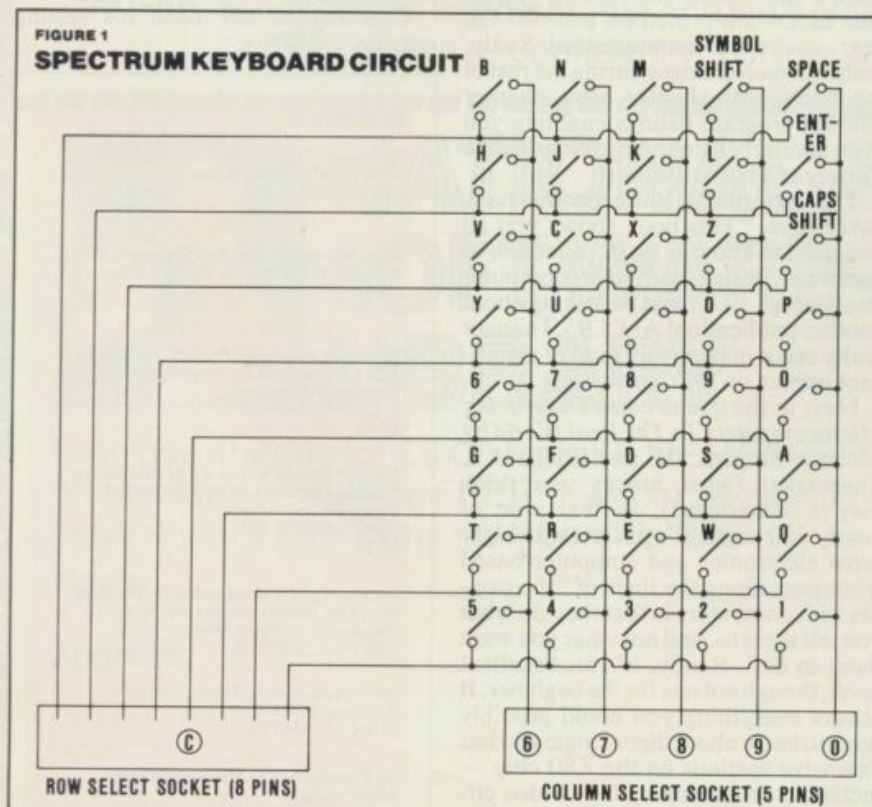 FIGURE 1
SPECTRUM KEYBOARD CIRCUIT
B N M SYMBOL SHIFT SPACE
H J K L ENT-ER
V C X Z CAPS SHIFT
Y U I O P
6 7 8 9 0
G F D S A
T R E W Q
5 4 3 2 1
C
6 7 8 9 0
ROW SELECT SOCKET (8 PINS)
COLUMN SELECT SOCKET (5 PINS)